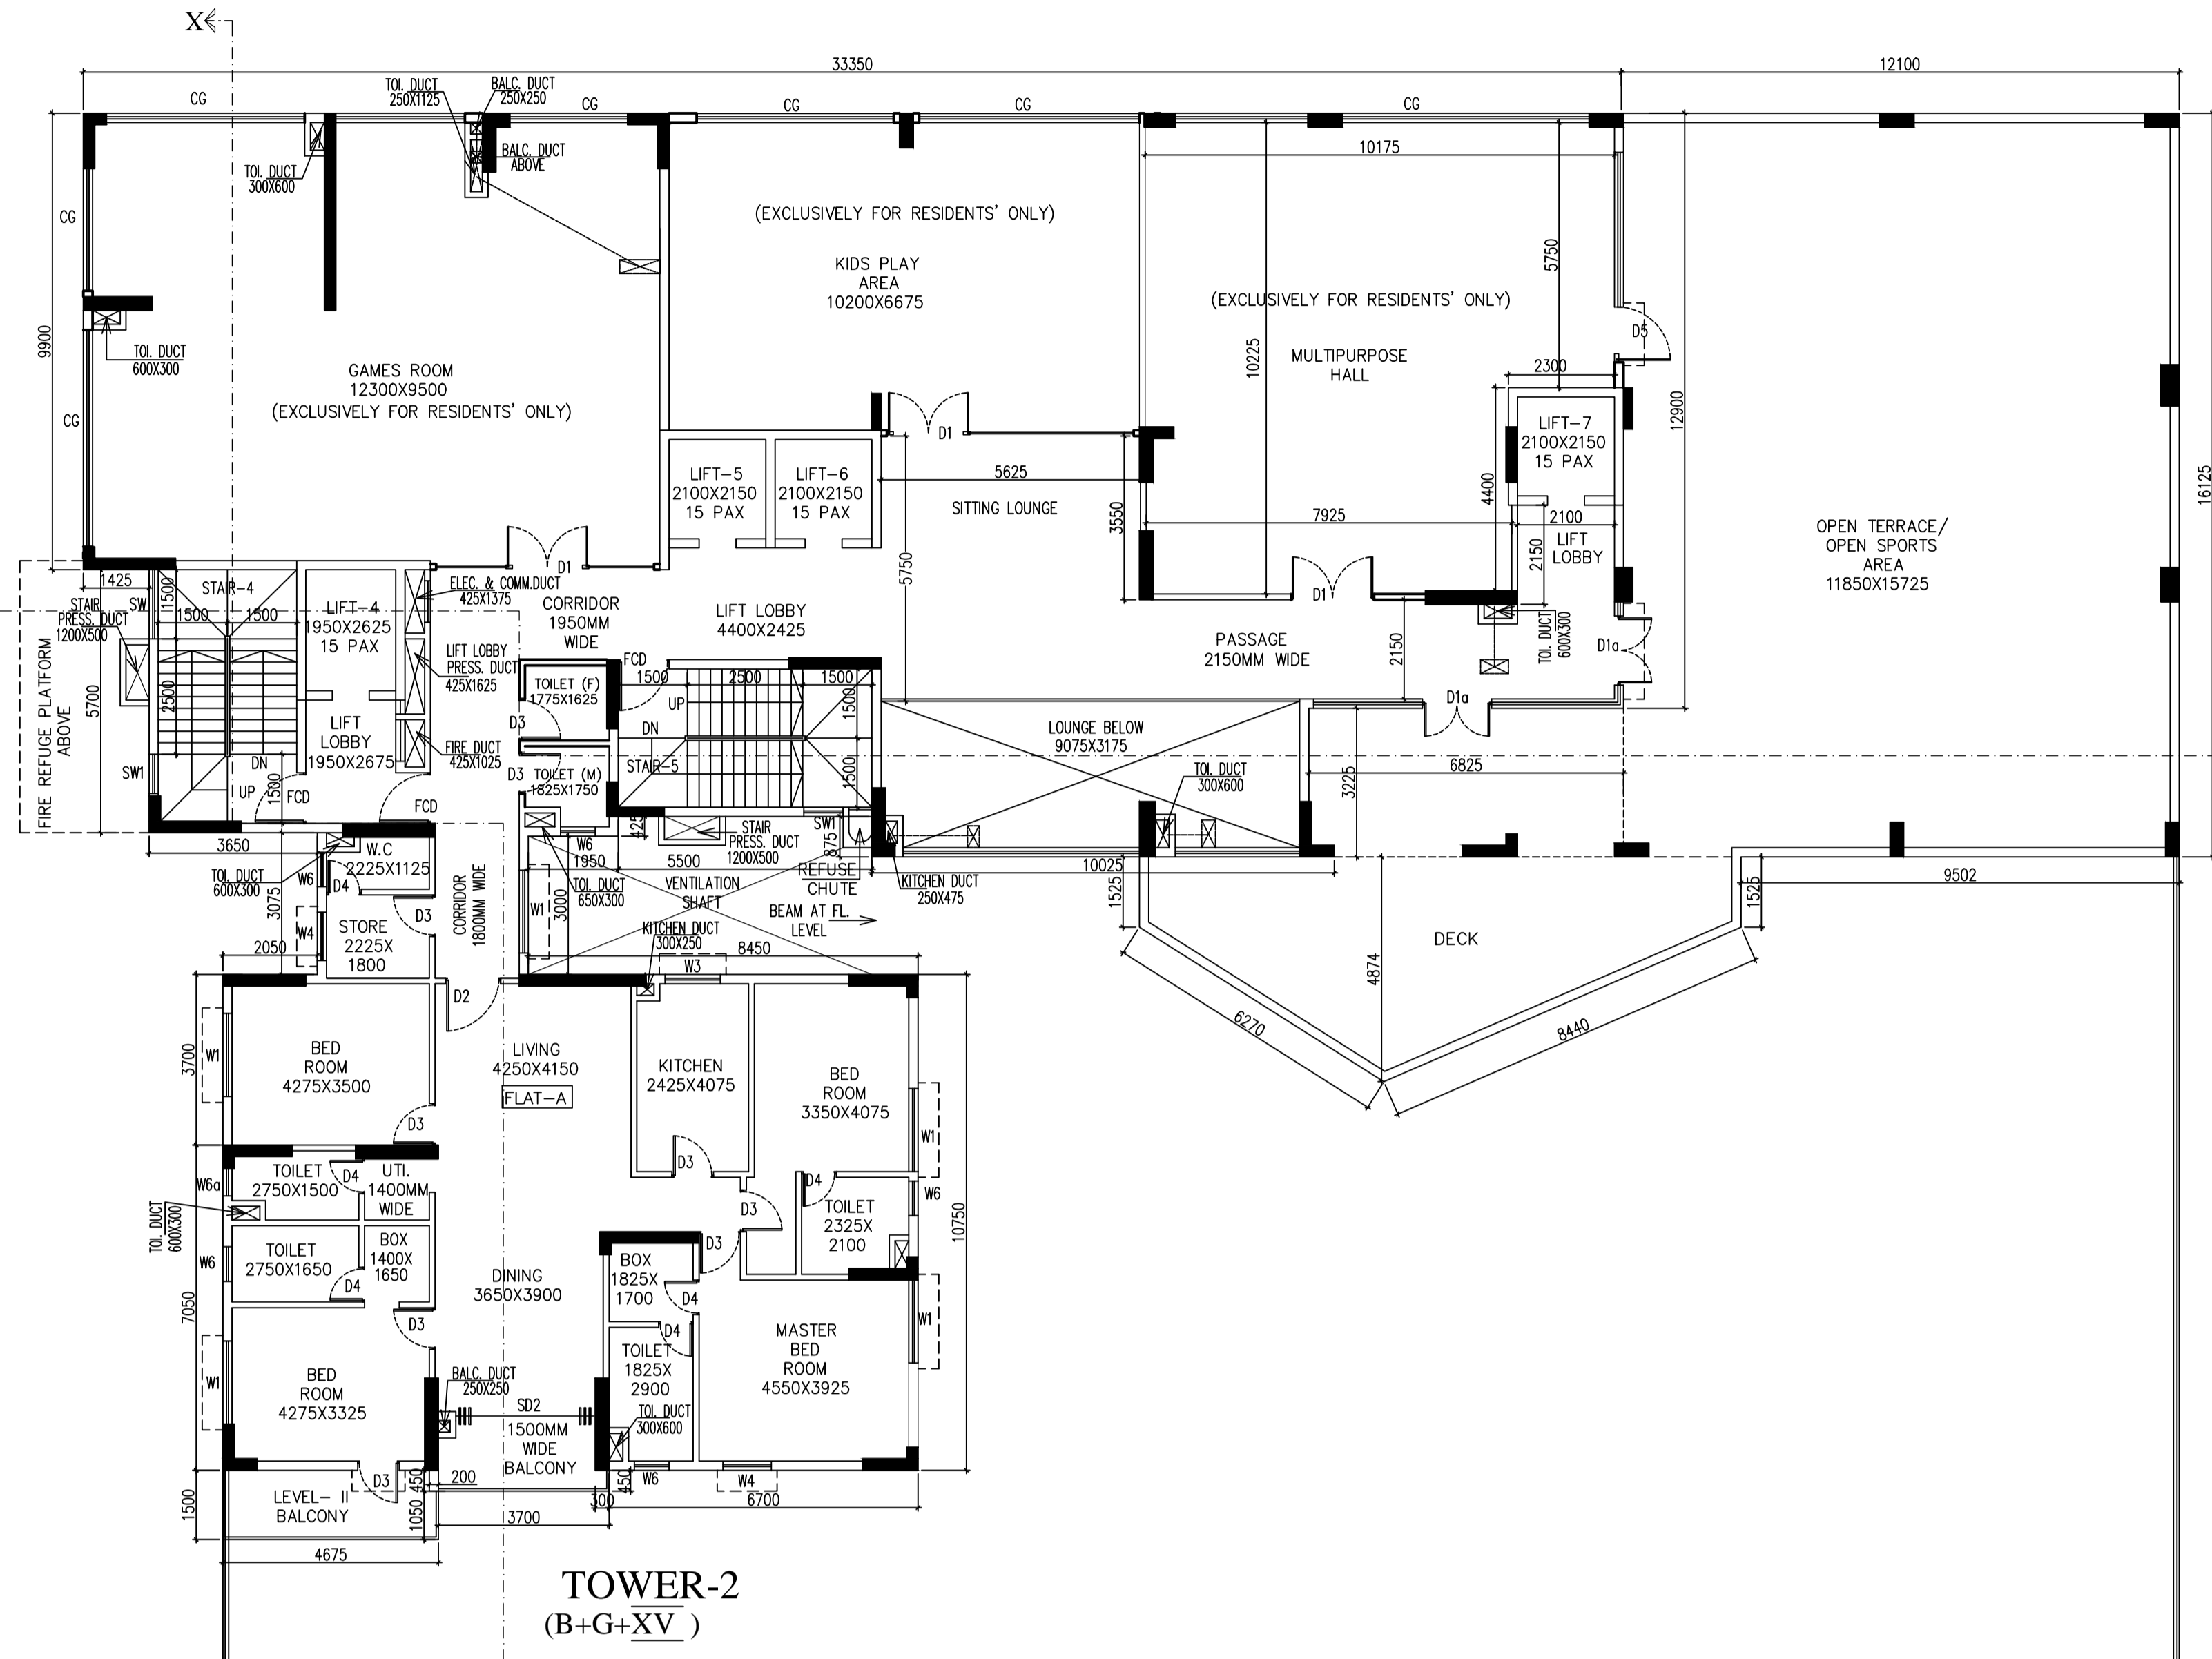 X
33350
12100
CG
TOI. DUCT
250X1125
BALC. DUCT
250X250
CG
CG
CG
CG
BALC. DUCT
ABOVE
TOI. DUCT
300X600
10175
(EXCLUSIVELY FOR RESIDENTS' ONLY)
KIDS PLAY
AREA
10200X6675
CG
5750
(EXCLUSIVELY FOR RESIDENTS' ONLY)
MULTIPURPOSE
HALL
10225
D5
9900
TOI. DUCT
600X300
GAMES ROOM
12300X9500
(EXCLUSIVELY FOR RESIDENTS' ONLY)
CG
2300
12900
16125
D1
LIFT-7
2100X2150
15 PAX
LIFT-5
2100X2150
15 PAX
LIFT-6
2100X2150
15 PAX
5625
SITTING LOUNGE
3550
4400
7925
2100
2150
LIFT
LOBBY
OPEN TERRACE/
OPEN SPORTS
AREA
11850X15725
D1
5750
1425
1500
STAIR-4
1500
1500
SW
STAIR
PRESS. DUCT
1200X500
LIFT-4
1950X2625
15 PAX
ELEC. & COMM.DUCT
425X1375
CORRIDOR
1950MM
WIDE
LIFT LOBBY
4400X2425
D1
PASSAGE
2150MM WIDE
2150
TOI. DUCT
600X300
D1a
FIRE REFUGE PLATFORM
ABOVE
5700
2500
LIFT LOBBY
PRESS. DUCT
425X1625
TOILET (F)
1775X1625
FCD
1500
2500
1500
UP
1500
DN
D3
D1a
LIFT
LOBBY
1950X2675
FIRE DUCT
425X1025
D3
TOILET (M)
1825X1750
STAIR-5
1500
LOUNGE BELOW
9075X3175
TOI. DUCT
300X600
3225
6825
SW1
DN
UP
1500
FCD
FCD
3650
W.C
2225X1125
TOI. DUCT
600X300
W6
D4
3075
CORRIDOR
1800MM WIDE
W6
425
1950
5500
STAIR
PRESS. DUCT
1200X500
SW1
875
REFUSE
CHUTE
KITCHEN DUCT
250X475
10025
1525
9502
1525
TOI. DUCT
650X300
VENTILATION
SHAFT
W1
3000
BEAM AT FL.
LEVEL
D3
STORE
2225X
1800
W4
2050
KITCHEN DUCT
300X250
8450
W3
DECK
4874
6270
8440
D2
3700
W1
BED
ROOM
4275X3500
LIVING
4250X4150
FLAT-A
KITCHEN
2425X4075
BED
ROOM
3350X4075
D3
W1
D3
TOILET
2750X1500
D4
UTI.
1400MM
WIDE
W6a
TOI. DUCT
600X300
D4
W6
TOILET
2325X
2100
D3
10750
TOILET
2750X1650
BOX
1400X
1650
D4
W6
D3
BOX
1825X
1700
D4
DINING
3650X3900
7050
D3
W1
D4
MASTER
BED
ROOM
4550X3925
TOILET
1825X
2900
W1
BED
ROOM
4275X3325
BALC. DUCT
250X250
SD2
1500MM
WIDE
BALCONY
TOI. DUCT
300X600
D3
450
200
450
W6
W4
1500
LEVEL- II
BALCONY
1050
300
6700
3700
4675
TOWER-2
(B+G+XV )